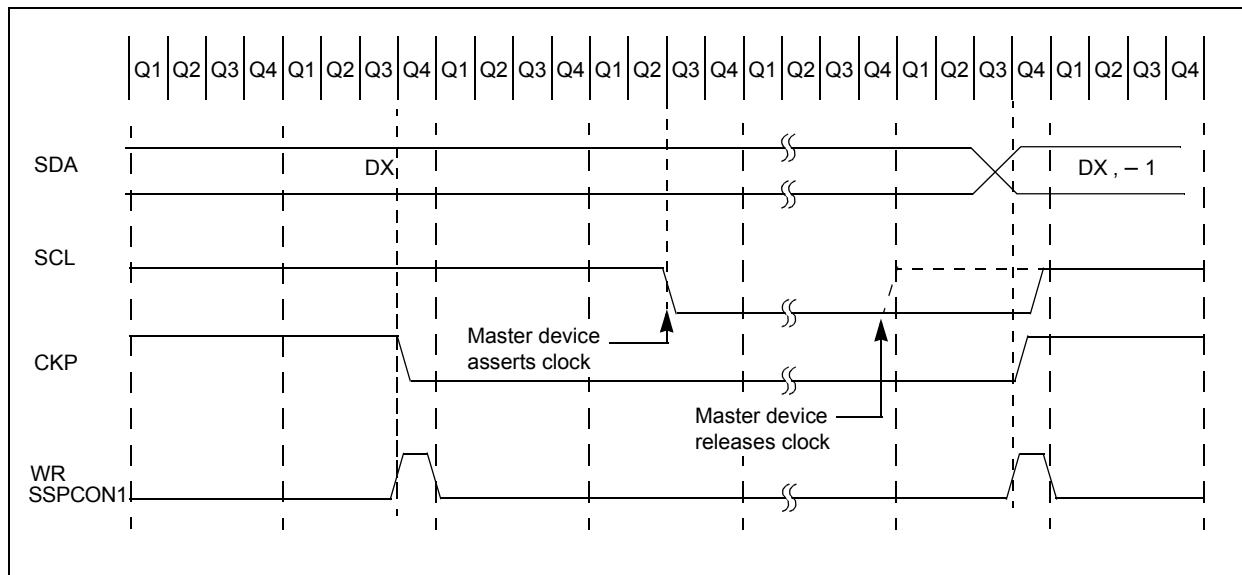 Q1 Q2 Q3 Q4 Q1 Q2 Q3 Q4 Q1 Q2 Q3 Q4 Q1 Q2 Q3 Q4 Q1 Q2 Q3 Q4 Q1 Q2 Q3 Q4 Q1 Q2 Q3 Q4
SDA
DX
DX , – 1
SCL
Master device
asserts clock
CKP
Master device
releases clock
WR
SSPCON1